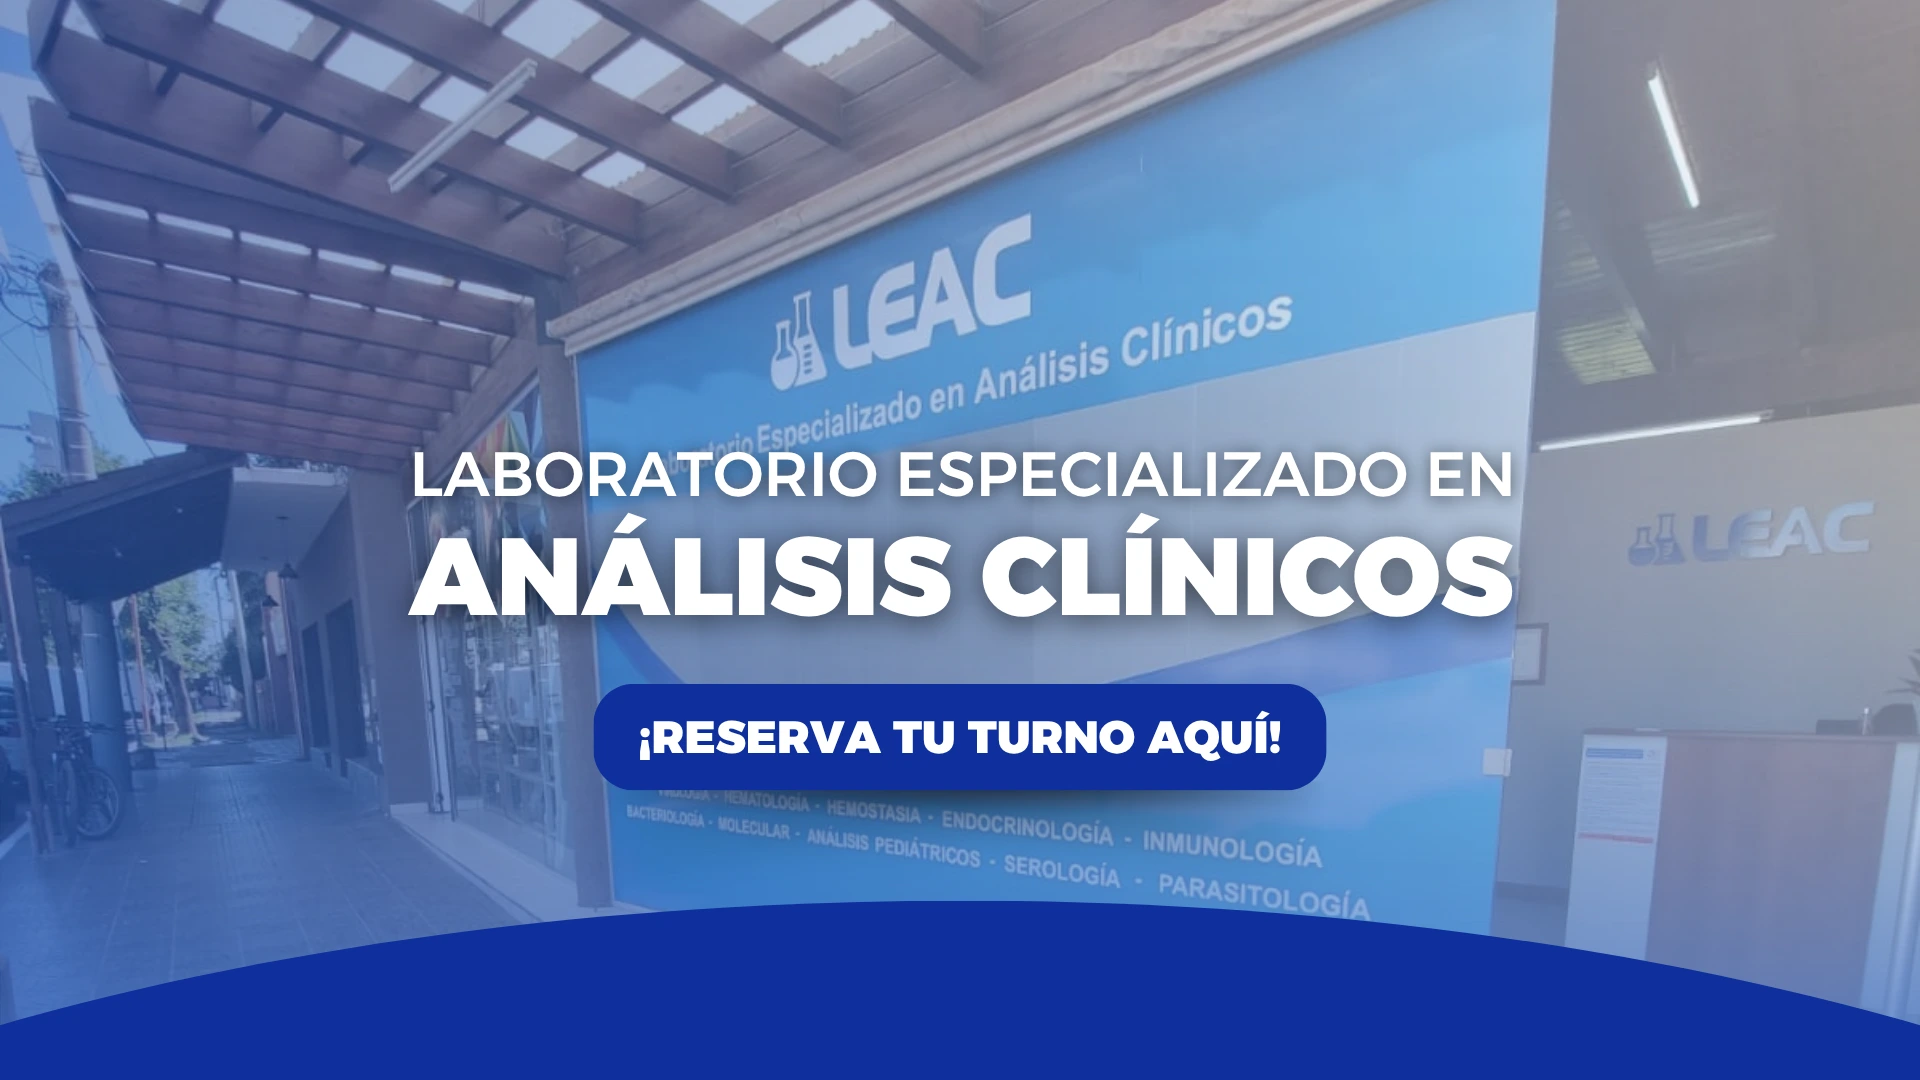 LEAC
Laboratorio Especializado en Análisis Clínicos
LABORATORIO ESPECIALIZADO EN
ANÁLISIS CLÍNICOS
LEAC
¡RESERVA TU TURNO AQUÍ!
HEMATOLOGÍA - HEMOSTASIA - ENDOCRINOLOGÍA - INMUNOLOGÍA
BACTERIOLOGÍA - MOLECULAR - ANÁLISIS PEDIÁTRICOS - SEROLOGÍA - PARASITOLOGÍA